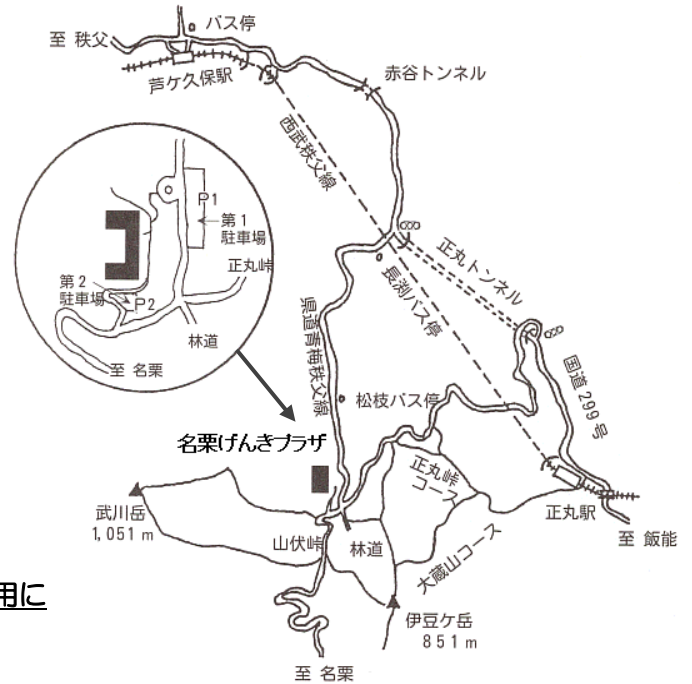 バス停
至 秩父
芦ケ久保駅
赤谷トンネル
西武秩父線
P1
第1
駐車場
正丸峠
第2
駐車場
P2
林道
至 名栗
正丸トンネル
長渕バス停
県道青梅秩父線
国道299号
松枝バス停
名栗げんきプラザ
正丸峠
コース
武川岳
1,051m
山伏峠
林道
大蔵山コース
正丸駅
至 飯能
用に
伊豆ケ岳
851m
至 名栗